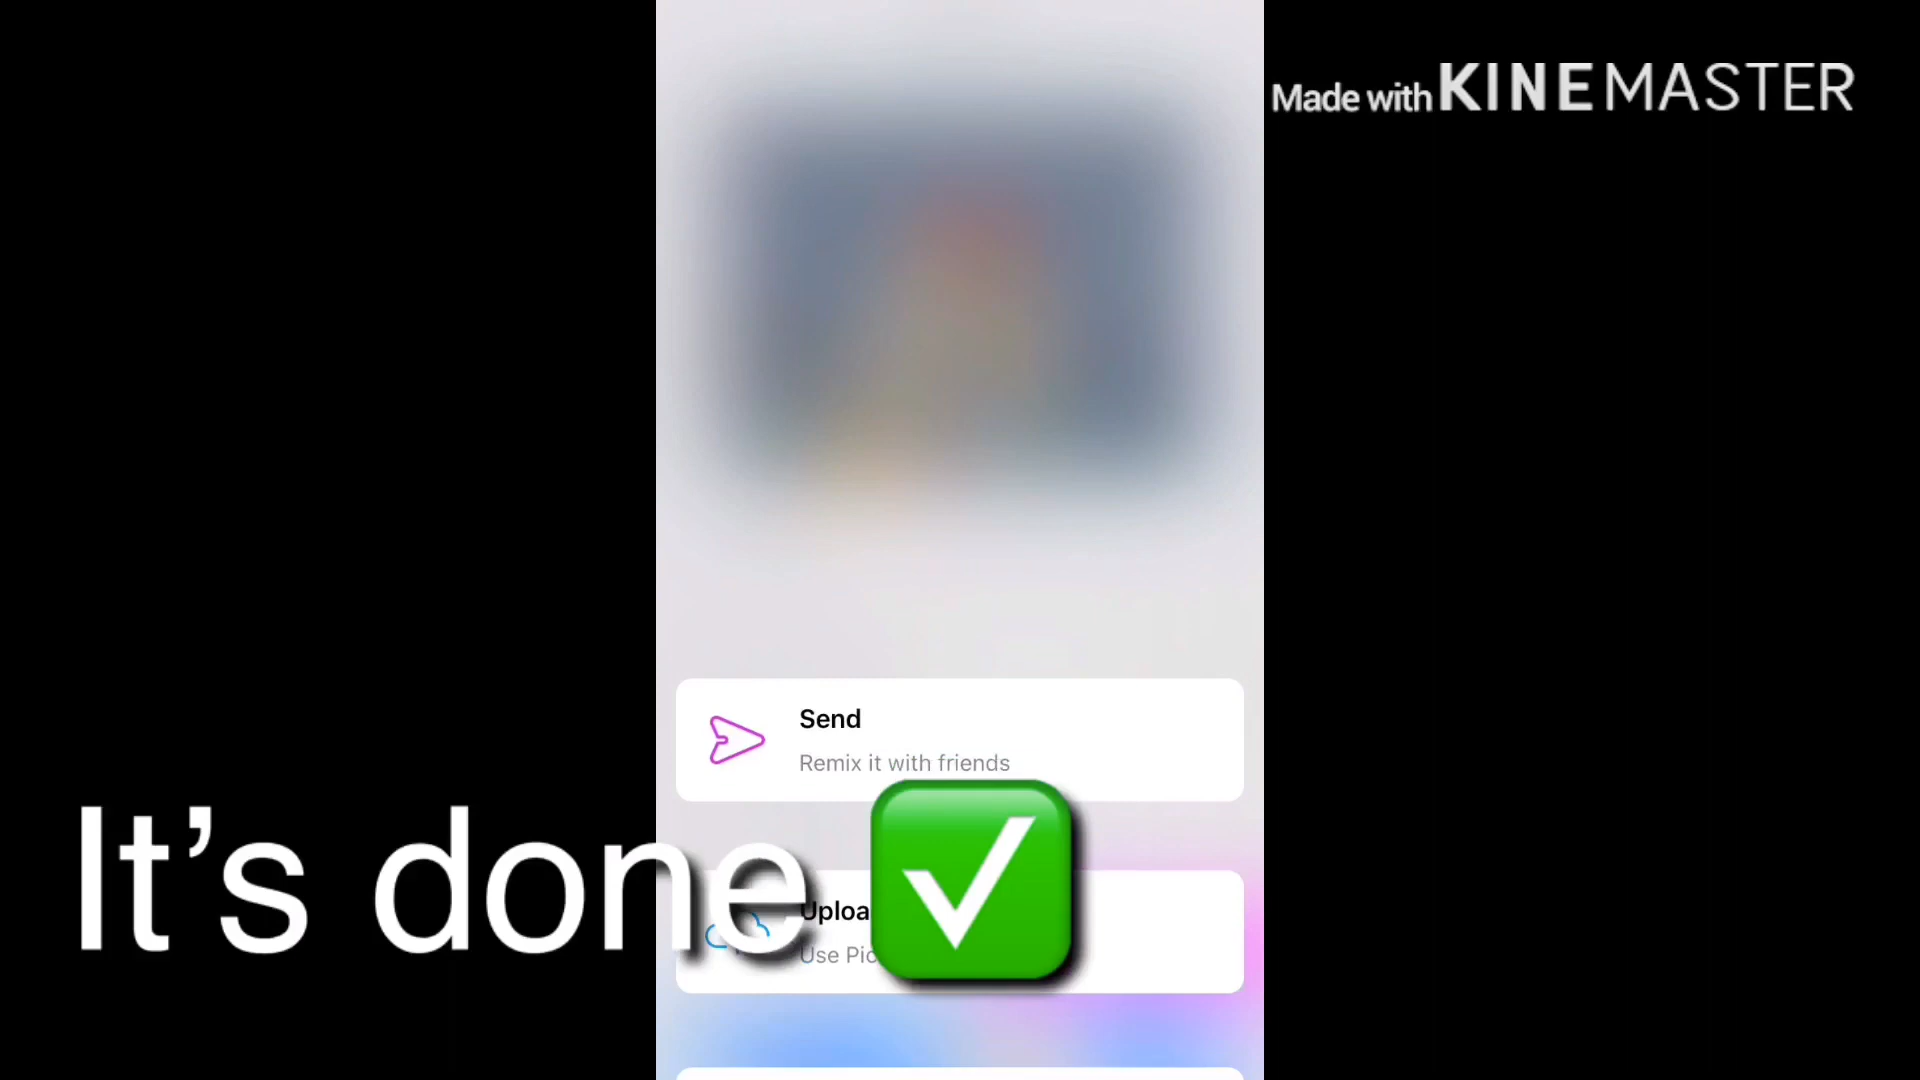 Made with KINEMASTER
Send
Remix it with friends
It’s done ✅
Uploa
Use Pic